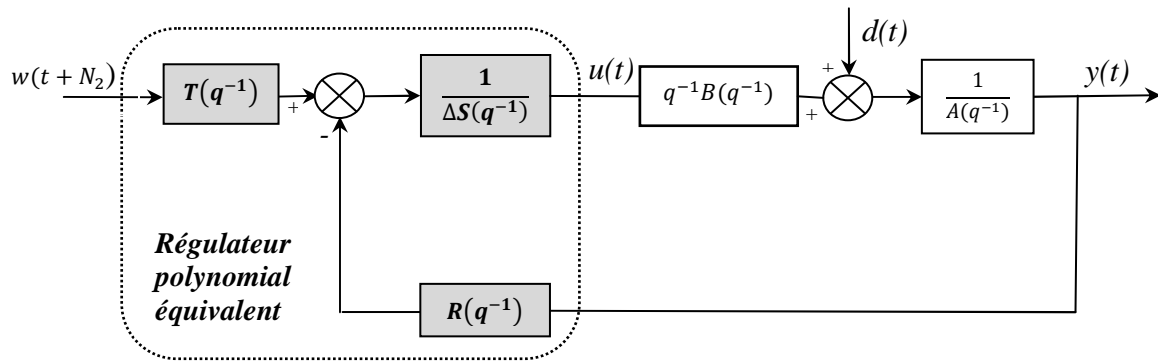 d(t)
w(t + N₂)
T(q⁻¹)
+
-
1
ΔS(q⁻¹)
u(t)
q⁻¹B(q⁻¹)
+
+
1
A(q⁻¹)
y(t)
Régulateur
polynomial
équivalent
R(q⁻¹)